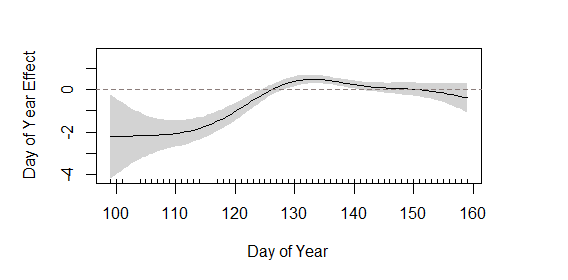 Day of Year Effect
0
-2
-4
100 110 120 130 140 150 160
Day of Year